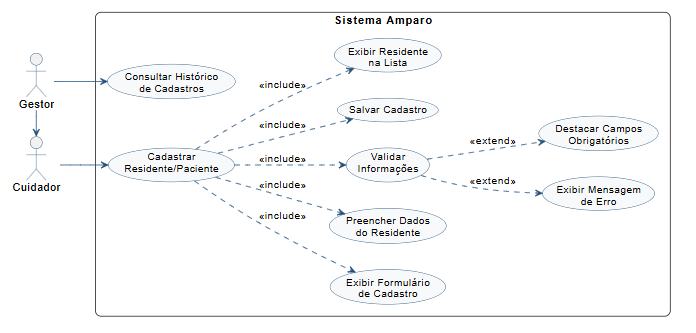 Sistema Amparo
Exibir Residente
na Lista
Consultar Histórico
de Cadastros
«include»
Gestor
Salvar Cadastro
«include»
Destacar Campos
Obrigatórios
«extend»
Cadastrar
Residente/Paciente
«include»
Validar
Informações
Cuidador
«extend»
Exibir Mensagem
de Erro
«include»
Preencher Dados
do Residente
«include»
Exibir Formulário
de Cadastro